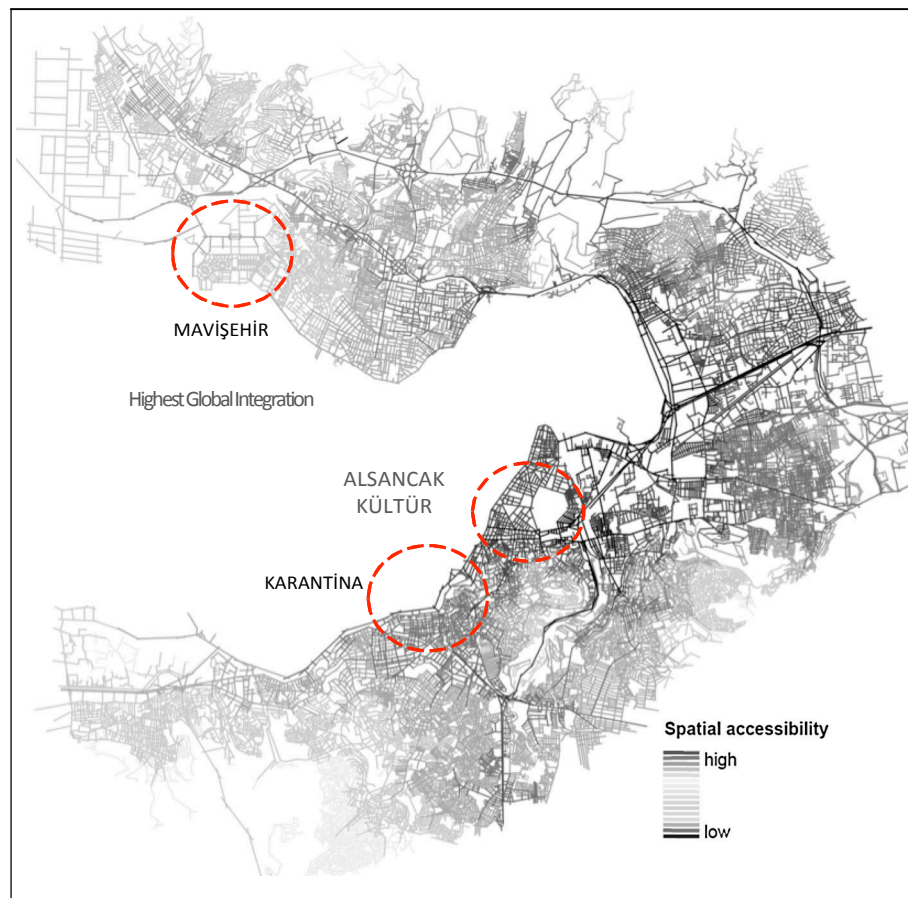 MAVİŞEHİR
Highest Global Integration
ALSANCAK
KÜLTÜR
KARANTİNA
Spatial accessibility
high
low